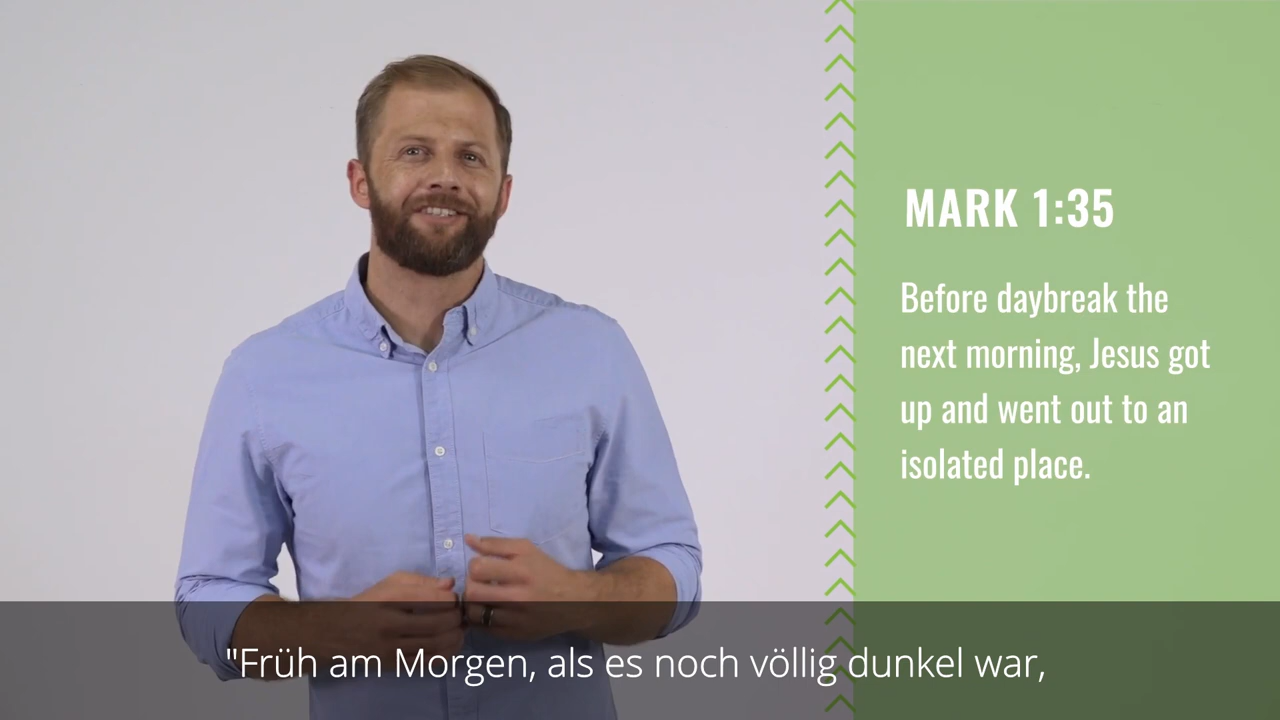 MARK 1:35
Before daybreak the
next morning, Jesus got
up and went out to an
isolated place.
"Früh am Morgen, als es noch völlig dunkel war,